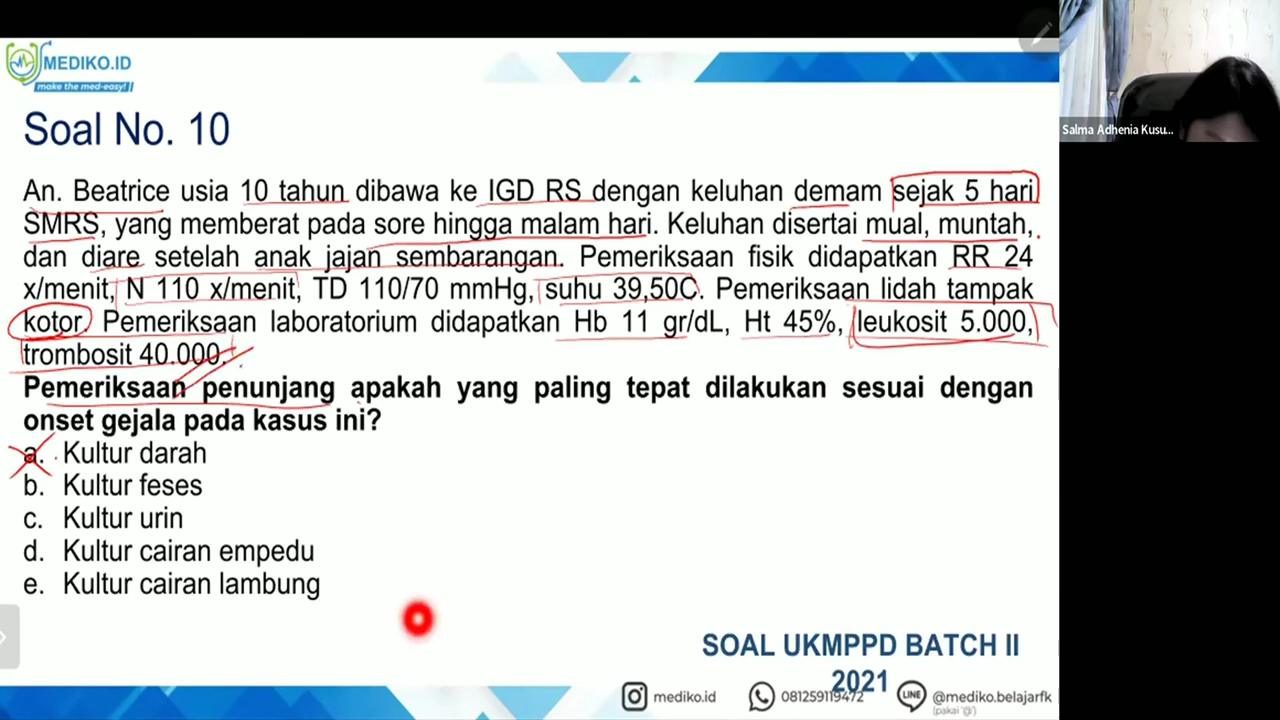 MEDIKO.ID
make the med-easy!
Salma Adhenia Kusu...
Soal No. 10
An. Beatrice usia 10 tahun dibawa ke IGD RS dengan keluhan demam sejak 5 hari
SMRS, yang memberat pada sore hingga malam hari. Keluhan disertai mual, muntah,
dan diare setelah anak jajan sembarangan. Pemeriksaan fisik didapatkan RR 24
x/menit, N 110 x/menit, TD 110/70 mmHg, suhu 39,50C. Pemeriksaan lidah tampak
kotor. Pemeriksaan laboratorium didapatkan Hb 11 gr/dL, Ht 45%, leukosit 5.000,
trombosit 40.000.
Pemeriksaan penunjang apakah yang paling tepat dilakukan sesuai dengan
onset gejala pada kasus ini?
a. Kultur darah
b. Kultur feses
c. Kultur urin
d. Kultur cairan empedu
e. Kultur cairan lambung
SOAL UKMPPD BATCH II
2021
mediko.id
081259119472
LINE
@mediko.belajarfk
(pakai '@')